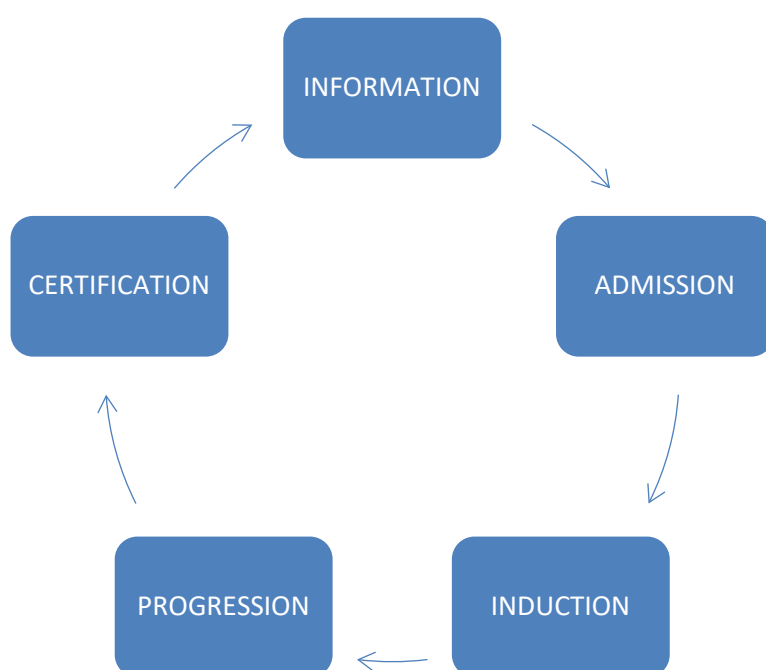 INFORMATION
ADMISSION
INDUCTION
PROGRESSION
CERTIFICATION